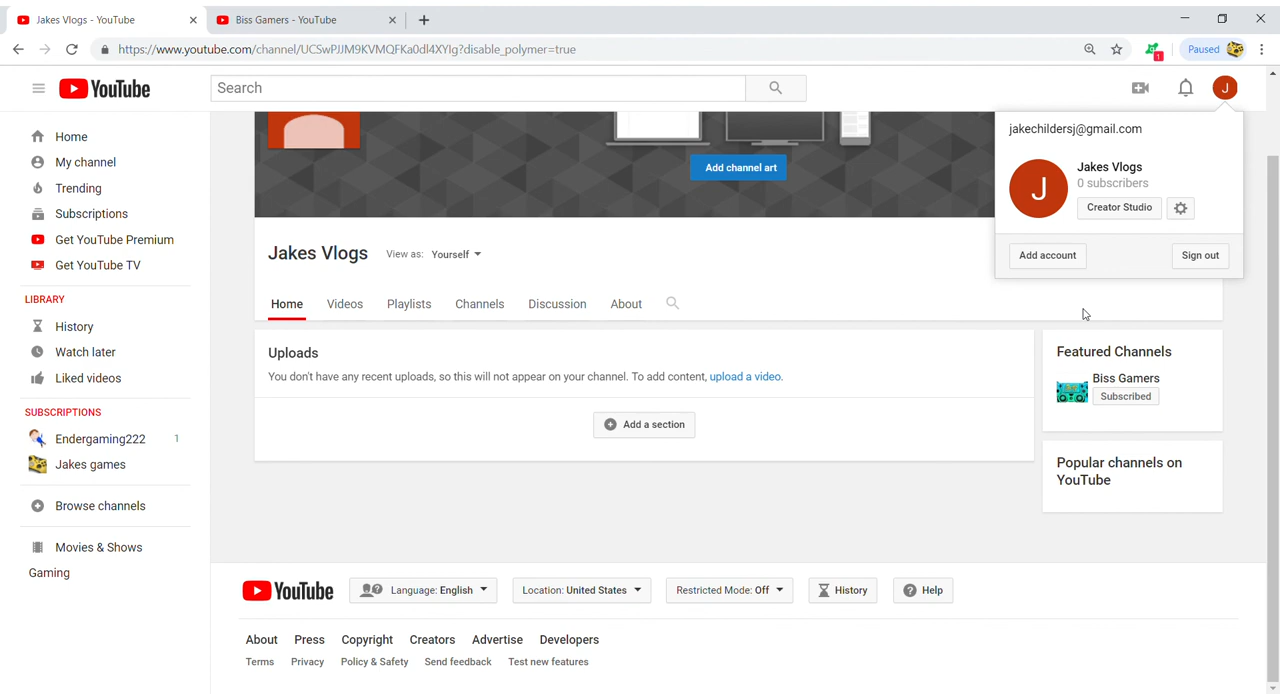 Jakes Vlogs - YouTube
Biss Gamers - YouTube
https://www.youtube.com/channel/UCSwPJJM9KVMQFKa0dl4XYIg?disable_polymer=true
1
Paused
YouTube
Search
J
Home
My channel
Trending
Subscriptions
Get YouTube Premium
Get YouTube TV
LIBRARY
History
Watch later
Liked videos
SUBSCRIPTIONS
Endergaming222 1
Jakes games
Browse channels
Movies & Shows
Gaming
Add channel art
jakechildersj@gmail.com
J
Jakes Vlogs
0 subscribers
Creator Studio
Add account
Sign out
Jakes Vlogs
View as: Yourself
Home Videos Playlists Channels Discussion About
Uploads
You don't have any recent uploads, so this will not appear on your channel. To add content, upload a video.
Add a section
Featured Channels
Biss Gamers
Subscribed
Popular channels on
YouTube
YouTube
Language: English
Location: United States
Restricted Mode: Off
History
Help
About Press Copyright Creators Advertise Developers
Terms Privacy Policy & Safety Send feedback Test new features